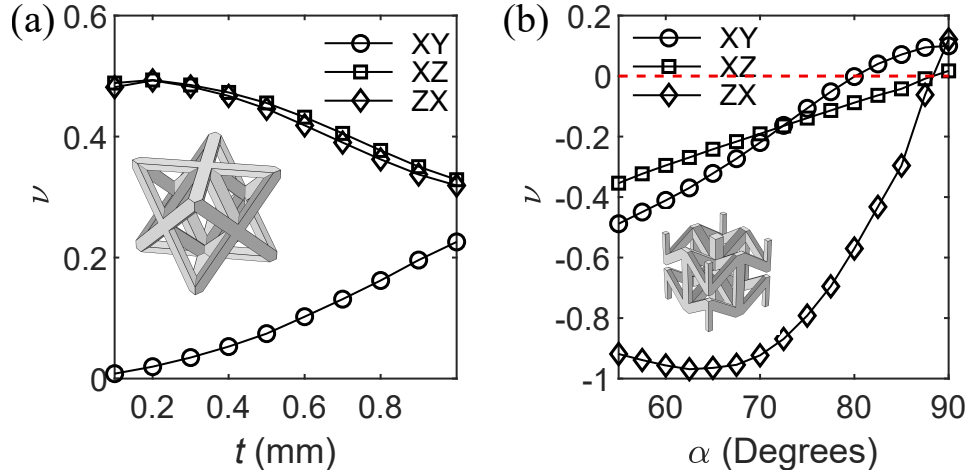 (a)
0.6
0.4
0.2
0
ν
XY
XZ
ZX
0.2 0.4 0.6 0.8
t (mm)
(b)
0.2
0
-0.2
-0.4
-0.6
-0.8
-1
ν
XY
XZ
ZX
60 70 80 90
α (Degrees)